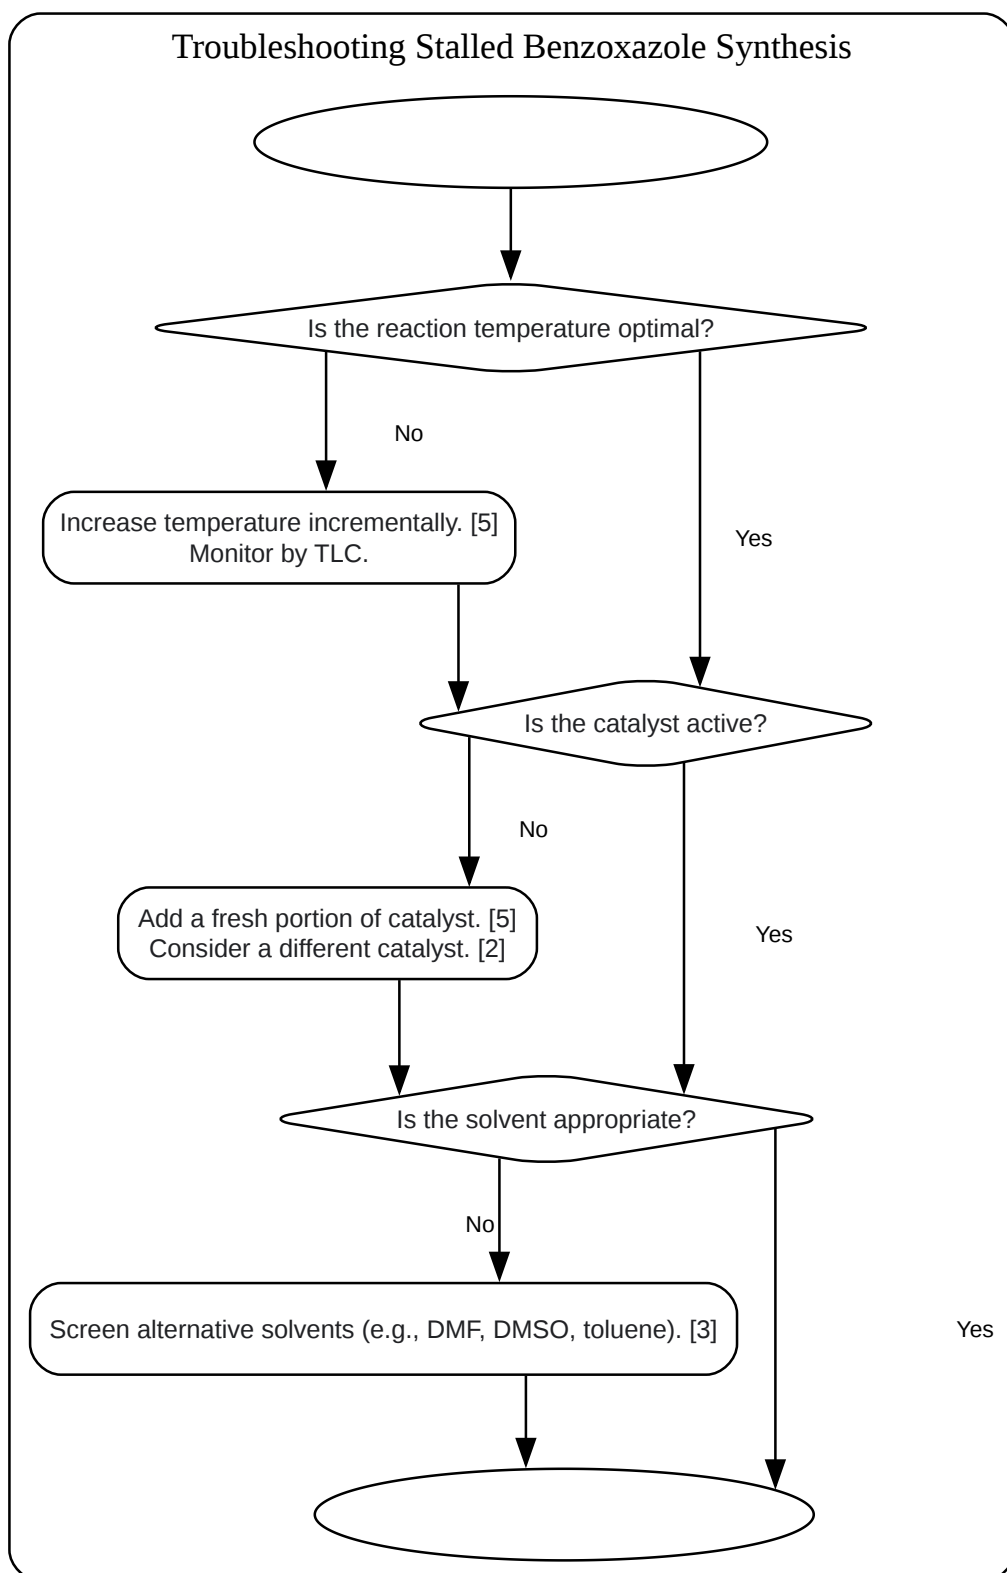 Troubleshooting Stalled Benzoxazole Synthesis
Is the reaction temperature optimal?
No
Increase temperature incrementally. [5]
Monitor by TLC.
Yes
Is the catalyst active?
No
Add a fresh portion of catalyst. [5]
Consider a different catalyst. [2]
Yes
Is the solvent appropriate?
No
Screen alternative solvents (e.g., DMF, DMSO, toluene). [3]
Yes